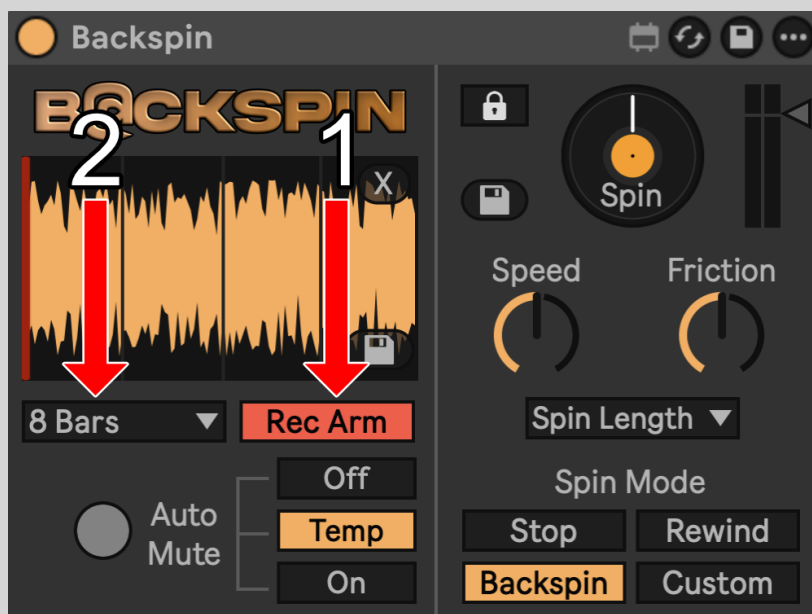 Backspin
BACKSPIN
2
1
X
8 Bars
Rec Arm
Auto
Mute
Off
Temp
On
Spin
Speed
Friction
Spin Length
Spin Mode
Stop
Rewind
Backspin
Custom